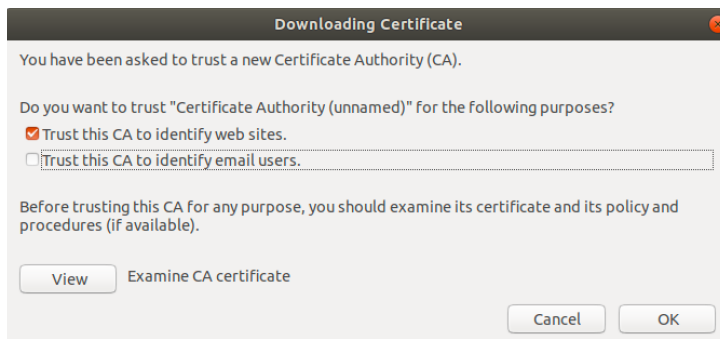 Downloading Certificate
You have been asked to trust a new Certificate Authority (CA).
Do you want to trust "Certificate Authority (unnamed)" for the following purposes?
Trust this CA to identify web sites.
Trust this CA to identify email users.
Before trusting this CA for any purpose, you should examine its certificate and its policy and
procedures (if available).
View Examine CA certificate
Cancel OK